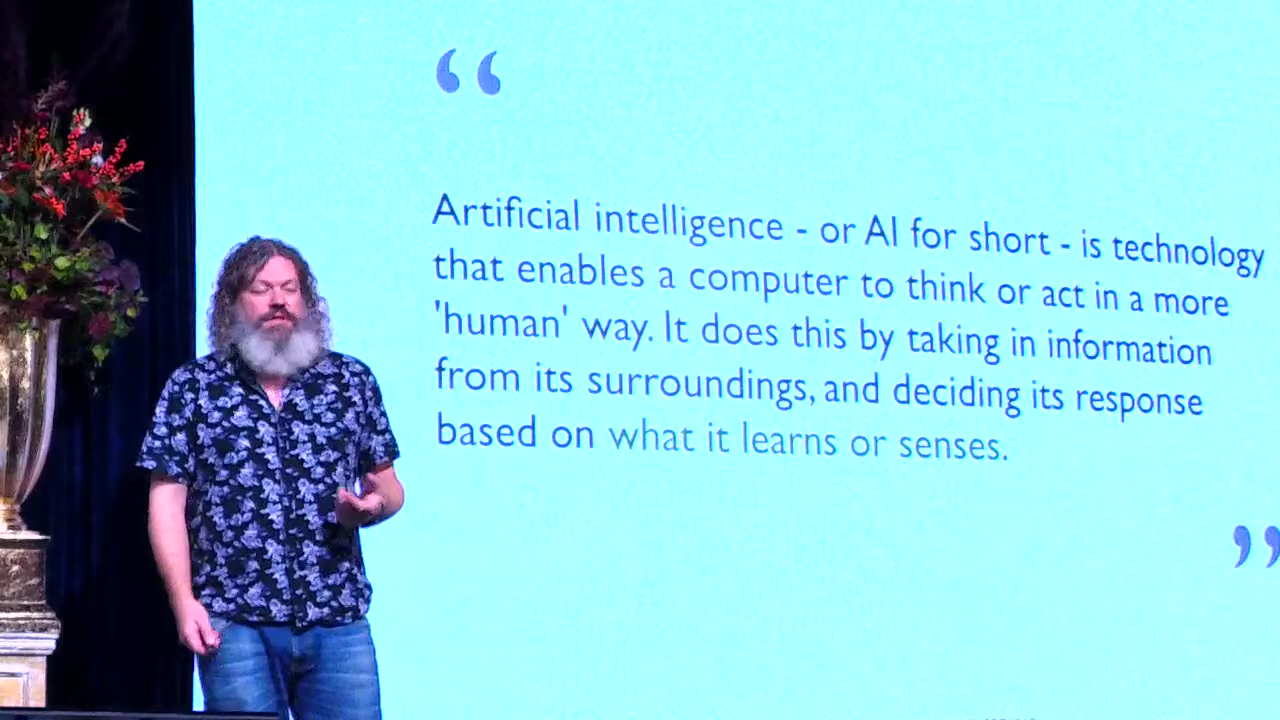 “
Artificial intelligence - or AI for short - is technology
that enables a computer to think or act in a more
'human' way. It does this by taking in information
from its surroundings, and deciding its response
based on what it learns or senses.
”